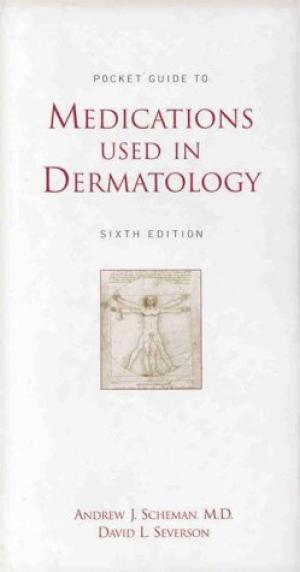 POCKET GUIDE TO
MEDICATIONS
USED IN
DERMATOLOGY
SIXTH EDITION
ANDREW J. SCHEMAN, M.D.
DAVID L. SEVERSON